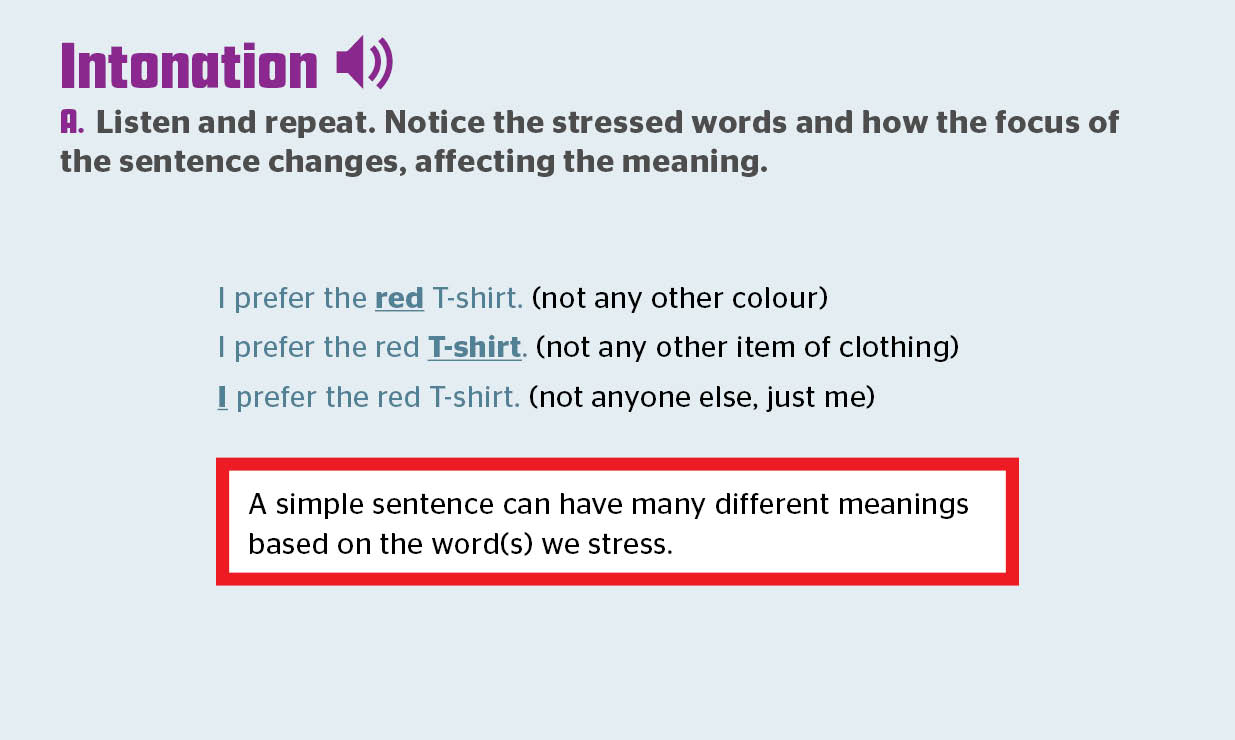 Intonation
A. Listen and repeat. Notice the stressed words and how the focus of
the sentence changes, affecting the meaning.
I prefer the red T-shirt. (not any other colour)
I prefer the red T-shirt. (not any other item of clothing)
I prefer the red T-shirt. (not anyone else, just me)
A simple sentence can have many different meanings
based on the word(s) we stress.